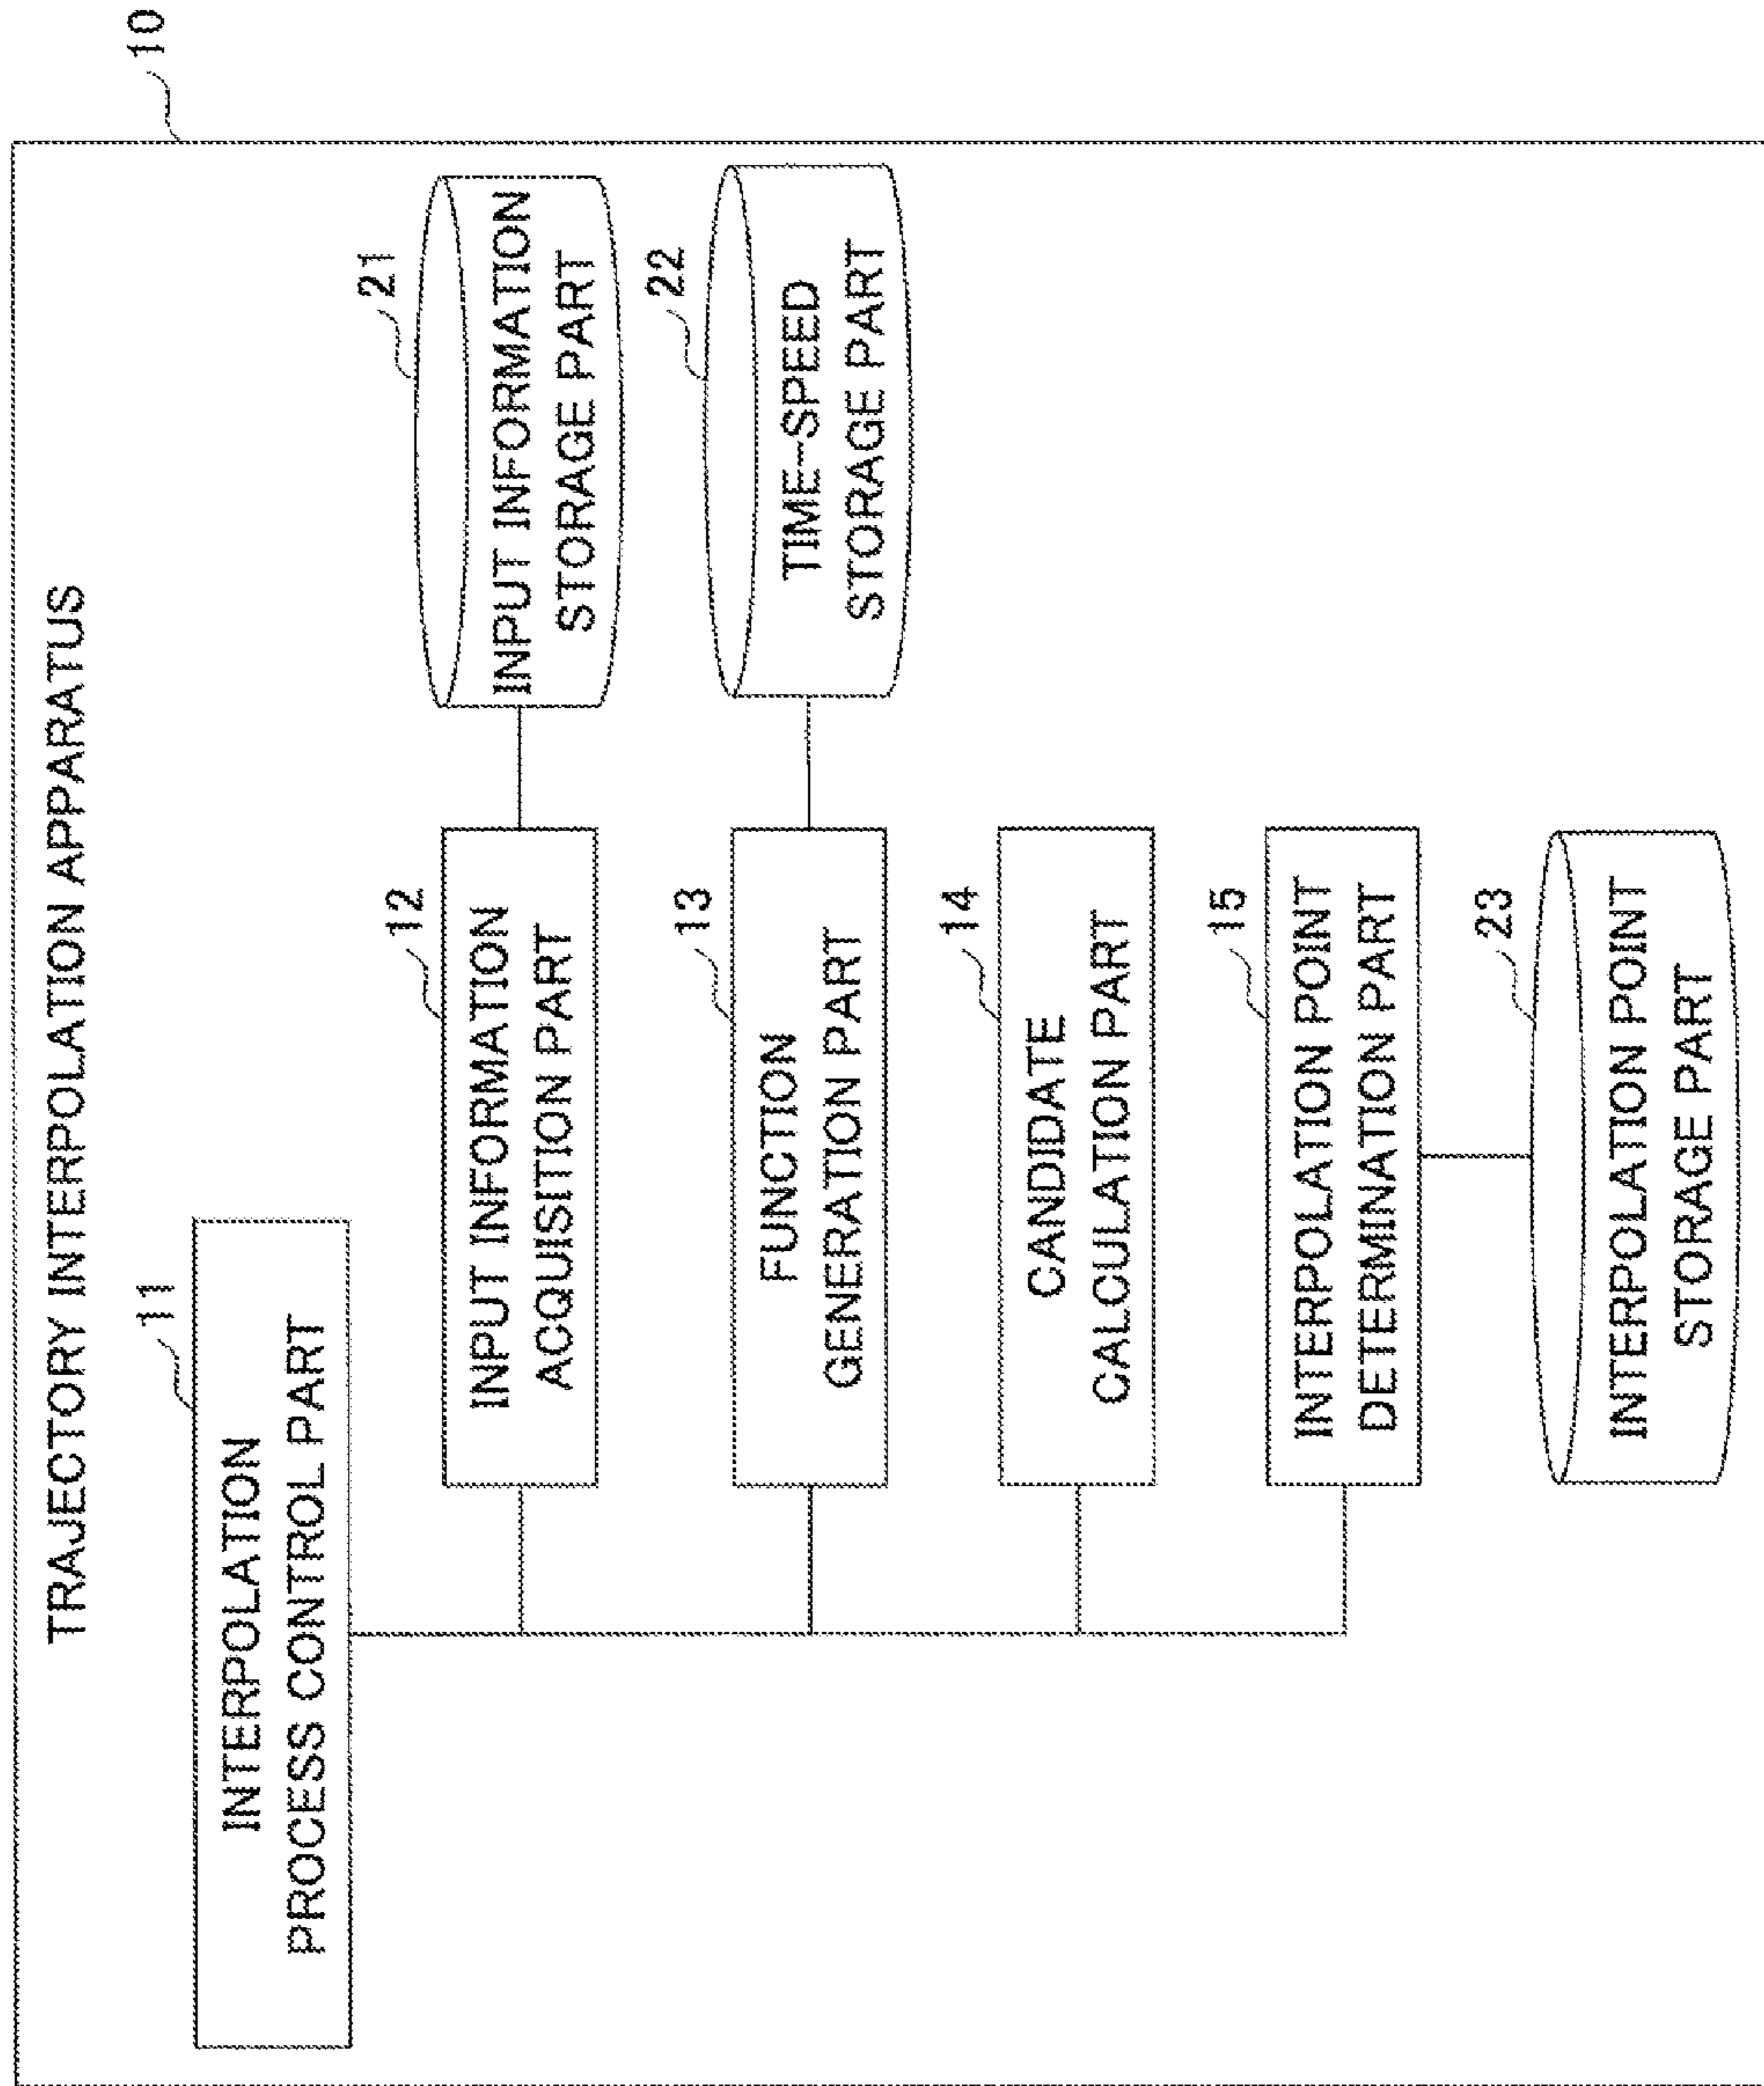 10
TRAJECTORY INTERPOLATION APPARATUS
11
INTERPOLATION
PROCESS CONTROL PART
12
INPUT INFORMATION
ACQUISITION PART
21
INPUT INFORMATION
STORAGE PART
13
FUNCTION
GENERATION PART
22
TIME-SPEED
STORAGE PART
14
CANDIDATE
CALCULATION PART
15
INTERPOLATION POINT
DETERMINATION PART
23
INTERPOLATION POINT
STORAGE PART